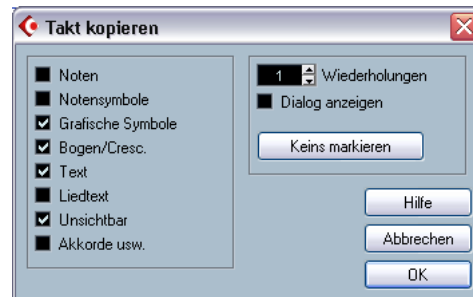 Takt kopieren
Noten
Notensymbole
Grafische Symbole
Bogen/Cresc.
Text
Liedtext
Unsichtbar
Akkorde usw.
1 Wiederholungen
Dialog anzeigen
Keins markieren
Hilfe
Abbrechen
OK